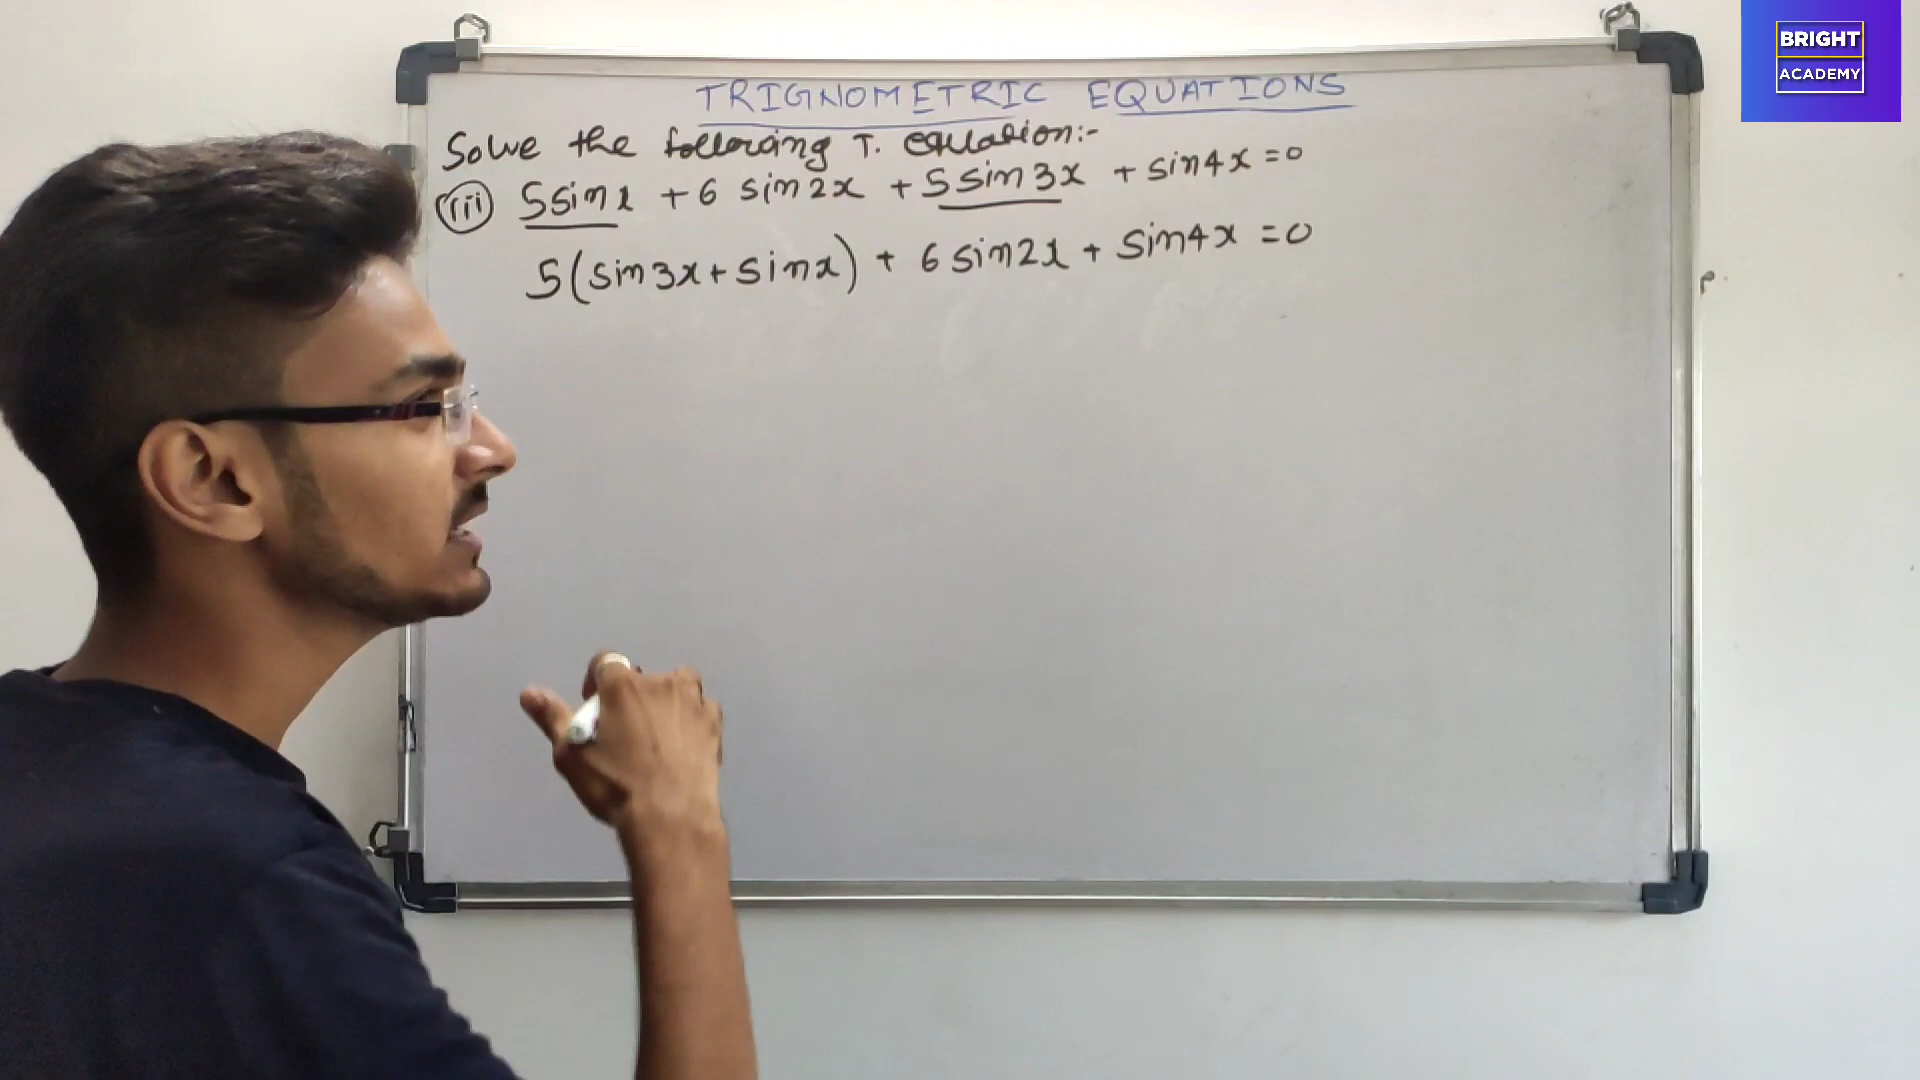 BRIGHT
ACADEMY
TRIGNOMETRIC EQUATIONS
Solve the following T. equation:-
(iii) 5sinx + 6 sin2x + 5sin3x + sin4x = 0
5(sin3x + sinx) + 6 sin2x + sin4x = 0